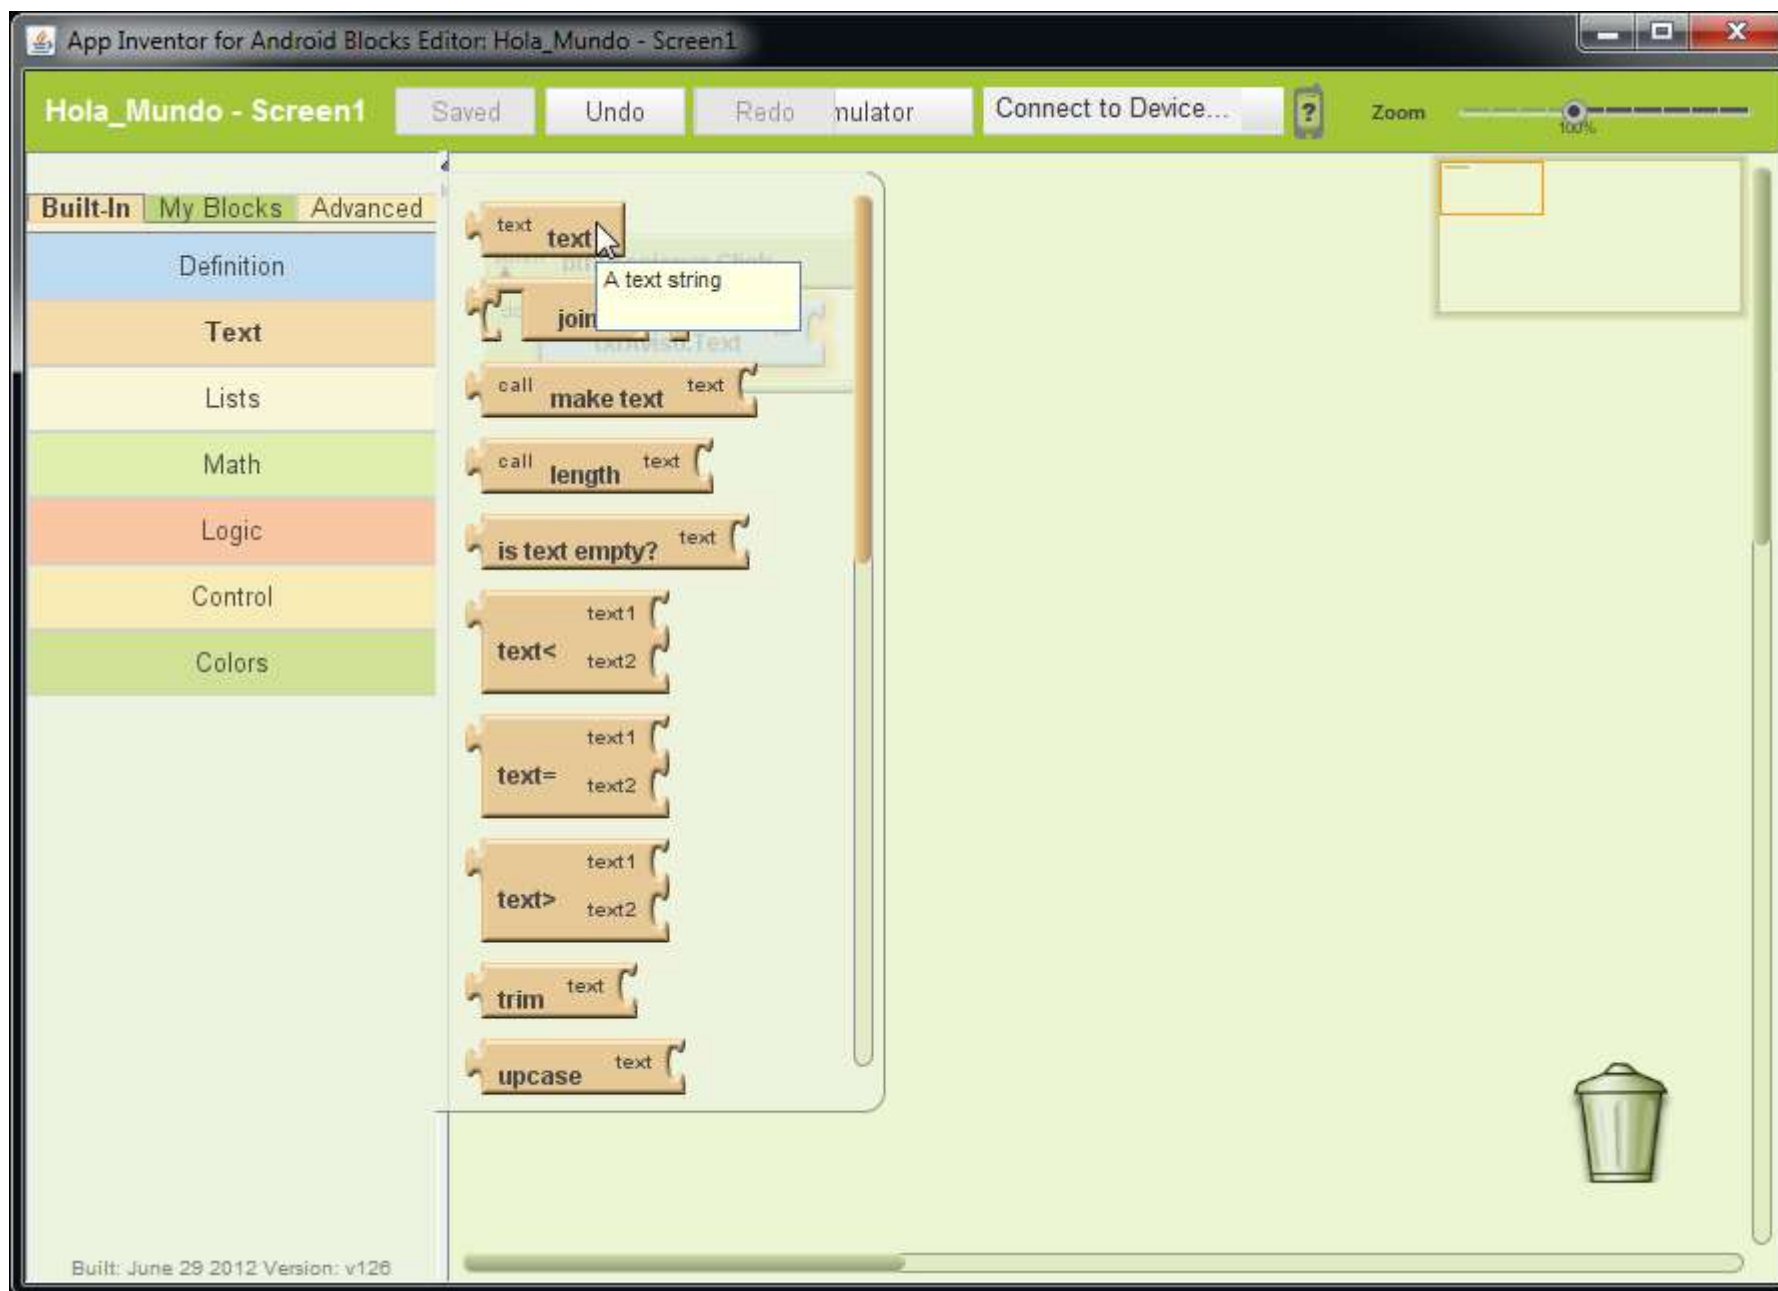 App Inventor for Android Blocks Editor: Hola_Mundo - Screen1
Hola_Mundo - Screen1 Saved Undo Redo mulator Connect to Device... ? Zoom 100%
Built-In My Blocks Advanced
Definition
Text
Lists
Math
Logic
Control
Colors
text text
A text string
join
txtAviso.Text
call make text text
call length text
is text empty? text
text< text1 text2
text= text1 text2
text> text1 text2
trim text
upcase text
Built: June 29 2012 Version: v126